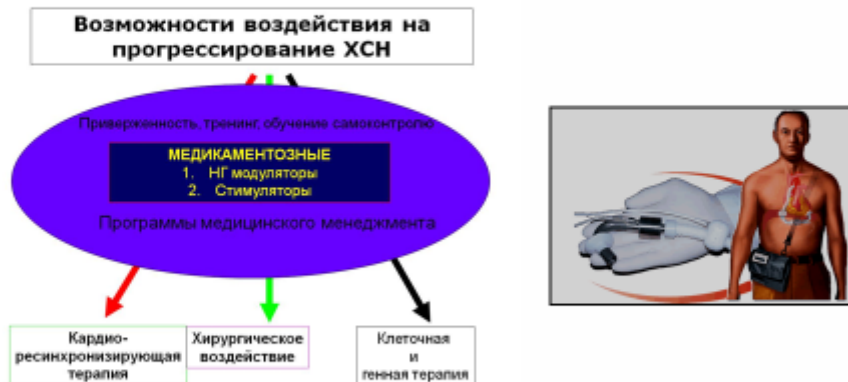 Возможности воздействия на
прогрессирование ХСН
Приверженность, тренинг, обучение самоконтролю
МЕДИКАМЕНТОЗНЫЕ
1. НГ модуляторы
2. Стимуляторы
Программы медицинского менеджмента
Кардио-
ресинхронизирующая
терапия
Хирургическое
воздействие
Клеточная
и
генная терапия